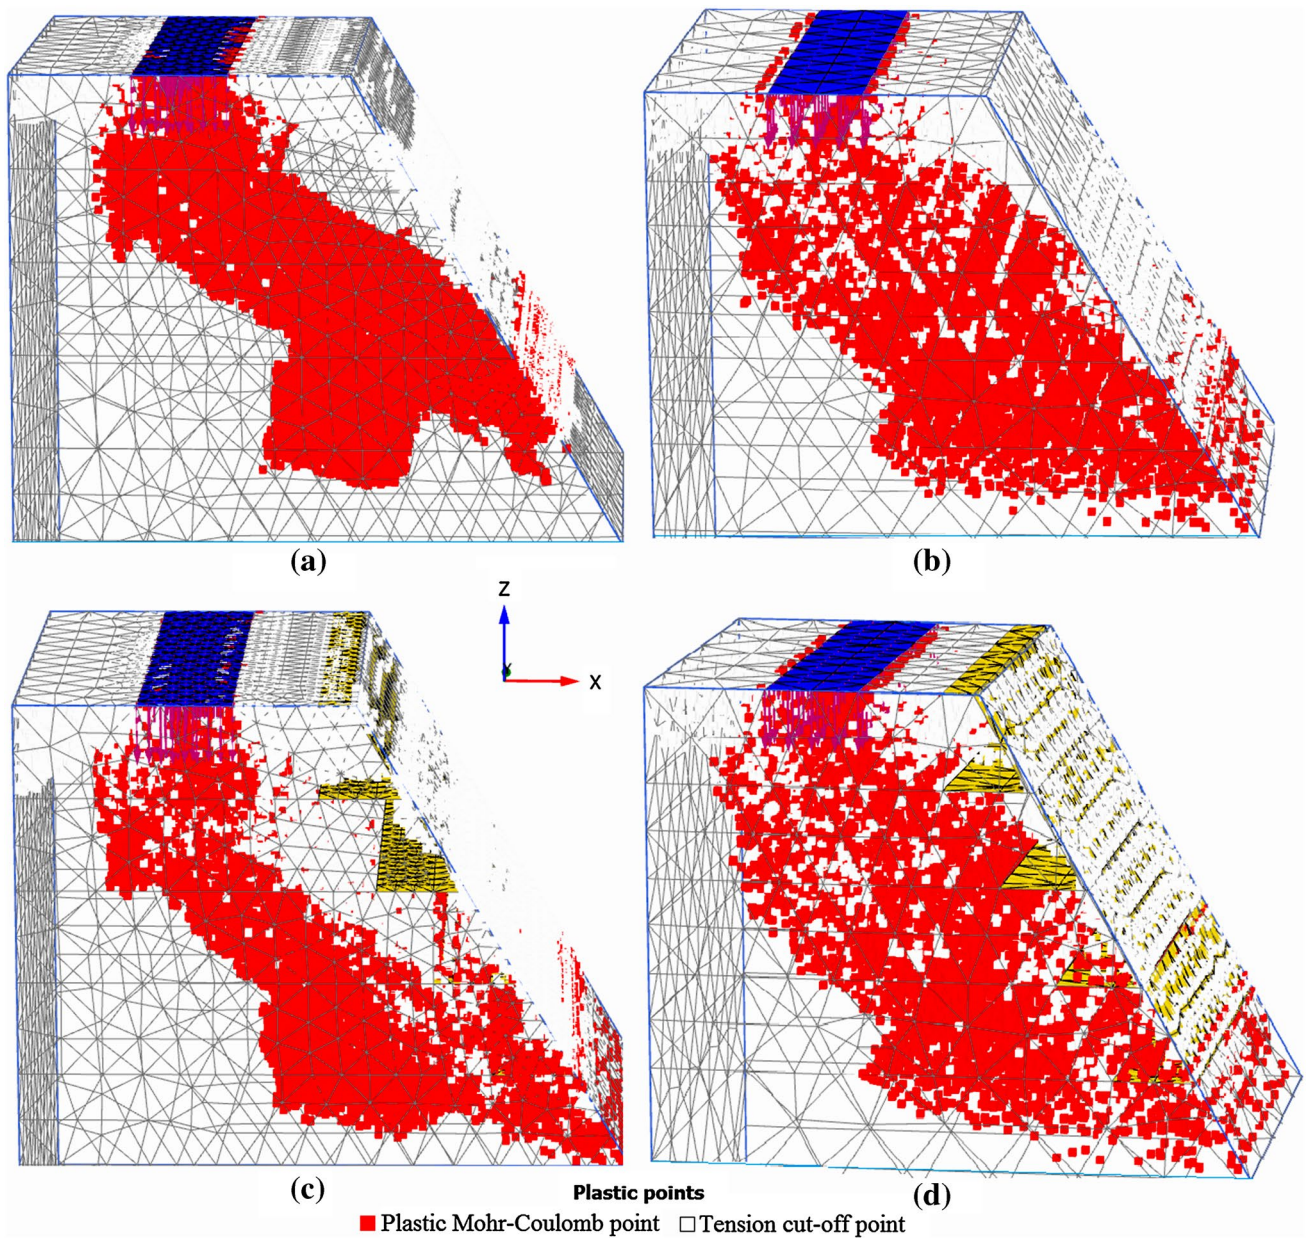 (a)
(b)
Z
Y
X
(c)
(d)
Plastic points
Plastic Mohr-Coulomb point
Tension cut-off point